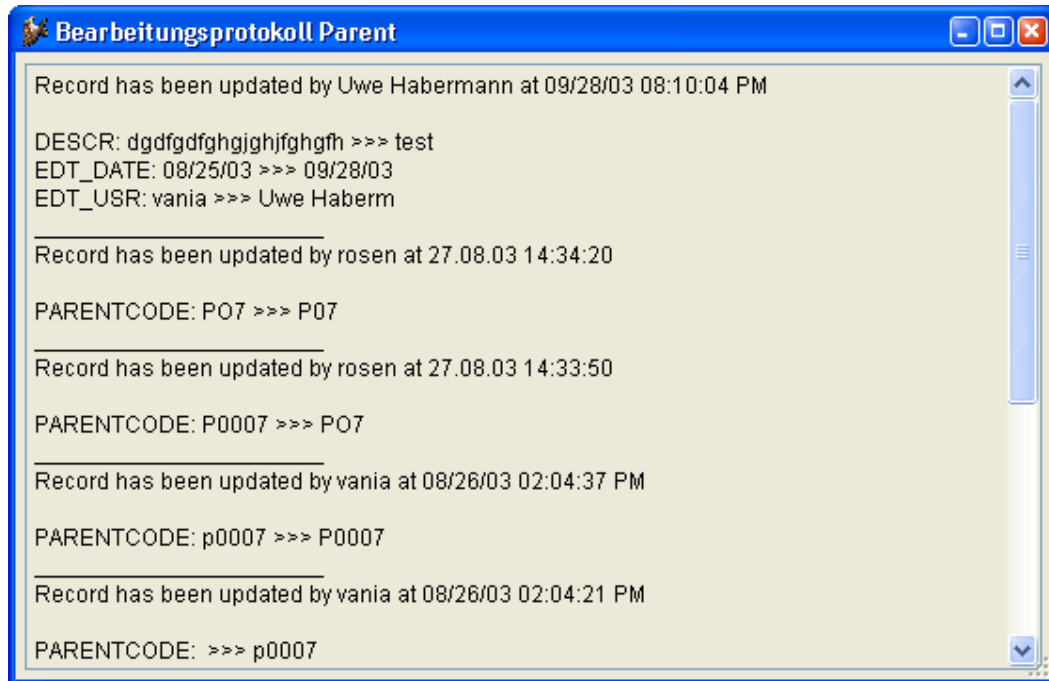 Bearbeitungsprotokoll Parent
Record has been updated by Uwe Habermann at 09/28/03 08:10:04 PM
DESCR: dgdfgdfghgjghjfghgfh >>> test
EDT_DATE: 08/25/03 >>> 09/28/03
EDT_USR: vania >>> Uwe Haberm
Record has been updated by rosen at 27.08.03 14:34:20
PARENTCODE: PO7 >>> P07
Record has been updated by rosen at 27.08.03 14:33:50
PARENTCODE: P0007 >>> PO7
Record has been updated by vania at 08/26/03 02:04:37 PM
PARENTCODE: p0007 >>> P0007
Record has been updated by vania at 08/26/03 02:04:21 PM
PARENTCODE: >>> p0007